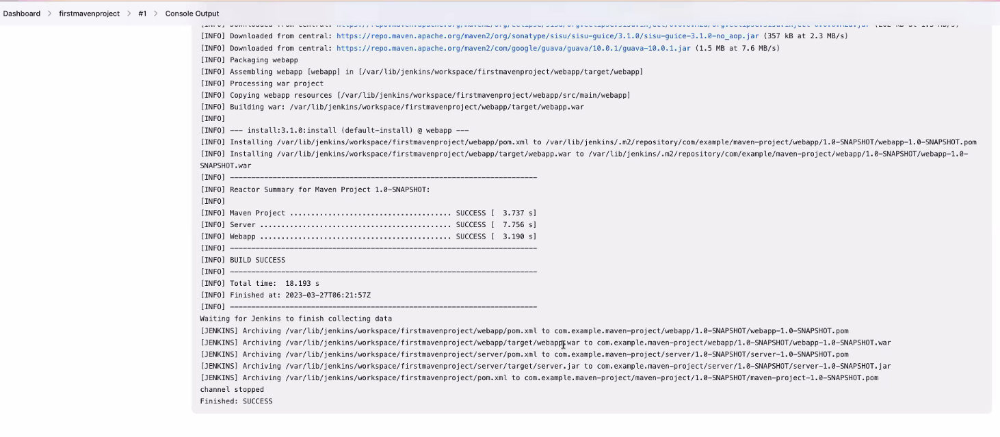 Dashboard > firstmavenproject > #1 > Console Output
[INFO] Downloaded from central: https://repo.maven.apache.org/maven2/org/sonatype/sisu/sisu-guice/3.1.0/sisu-guice-3.1.0-no_aop.jar (357 kB at 2.3 MB/s)
[INFO] Downloaded from central: https://repo.maven.apache.org/maven2/com/google/guava/guava/10.0.1/guava-10.0.1.jar (1.5 MB at 7.6 MB/s)
[INFO] Packaging webapp
[INFO] Assembling webapp [webapp] in [/var/lib/jenkins/workspace/firstmavenproject/webapp/target/webapp]
[INFO] Processing war project
[INFO] Copying webapp resources [/var/lib/jenkins/workspace/firstmavenproject/webapp/src/main/webapp]
[INFO] Building war: /var/lib/jenkins/workspace/firstmavenproject/webapp/target/webapp.war
[INFO]
[INFO] --- install:3.1.0:install (default-install) @ webapp ---
[INFO] Installing /var/lib/jenkins/workspace/firstmavenproject/webapp/pom.xml to /var/lib/jenkins/.m2/repository/com/example/maven-project/webapp/1.0-SNAPSHOT/webapp-1.0-SNAPSHOT.pom
[INFO] Installing /var/lib/jenkins/workspace/firstmavenproject/webapp/target/webapp.war to /var/lib/jenkins/.m2/repository/com/example/maven-project/webapp/1.0-SNAPSHOT/webapp-1.0-
SNAPSHOT.war
[INFO] ------------------------------------------------------------------------
[INFO] Reactor Summary for Maven Project 1.0-SNAPSHOT:
[INFO]
[INFO] Maven Project ...................................... SUCCESS [  3.737 s]
[INFO] Server ............................................. SUCCESS [  7.756 s]
[INFO] Webapp ............................................. SUCCESS [  3.190 s]
[INFO] ------------------------------------------------------------------------
[INFO] BUILD SUCCESS
[INFO] ------------------------------------------------------------------------
[INFO] Total time:  18.193 s
[INFO] Finished at: 2023-03-27T06:21:57Z
[INFO] ------------------------------------------------------------------------
Waiting for Jenkins to finish collecting data
[JENKINS] Archiving /var/lib/jenkins/workspace/firstmavenproject/webapp/pom.xml to com.example.maven-project/webapp/1.0-SNAPSHOT/webapp-1.0-SNAPSHOT.pom
[JENKINS] Archiving /var/lib/jenkins/workspace/firstmavenproject/webapp/target/webapp.war to com.example.maven-project/webapp/1.0-SNAPSHOT/webapp-1.0-SNAPSHOT.war
[JENKINS] Archiving /var/lib/jenkins/workspace/firstmavenproject/server/pom.xml to com.example.maven-project/server/1.0-SNAPSHOT/server-1.0-SNAPSHOT.pom
[JENKINS] Archiving /var/lib/jenkins/workspace/firstmavenproject/server/target/server.jar to com.example.maven-project/server/1.0-SNAPSHOT/server-1.0-SNAPSHOT.jar
[JENKINS] Archiving /var/lib/jenkins/workspace/firstmavenproject/pom.xml to com.example.maven-project/maven-project/1.0-SNAPSHOT/maven-project-1.0-SNAPSHOT.pom
channel stopped
Finished: SUCCESS